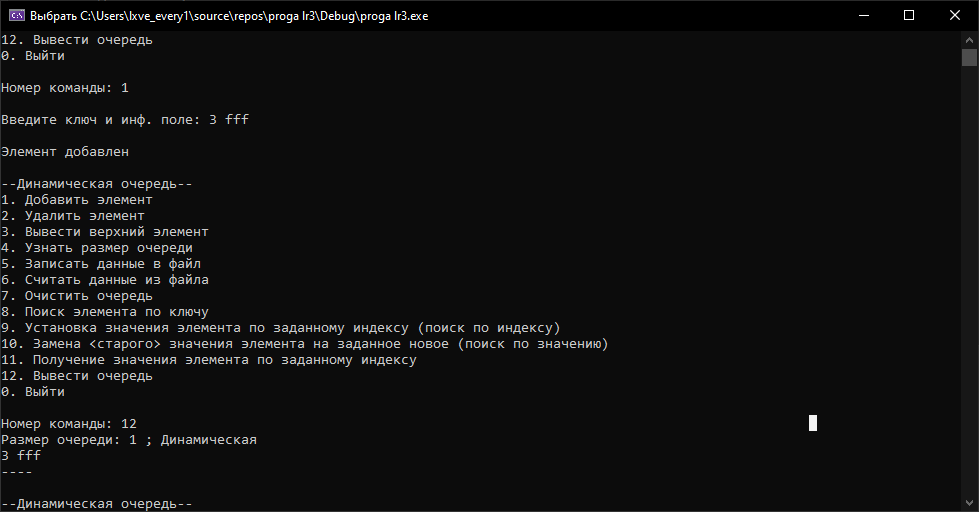 Выбрать C:\Users\lxve_every1\source\repos\proga lr3\Debug\proga lr3.exe
12. Вывести очередь
0. Выйти
Номер команды: 1
Введите ключ и инф. поле: 3 fff
Элемент добавлен
--Динамическая очередь--
1. Добавить элемент
2. Удалить элемент
3. Вывести верхний элемент
4. Узнать размер очереди
5. Записать данные в файл
6. Считать данные из файла
7. Очистить очередь
8. Поиск элемента по ключу
9. Установка значения элемента по заданному индексу (поиск по индексу)
10. Замена <старого> значения элемента на заданное новое (поиск по значению)
11. Получение значения элемента по заданному индексу
12. Вывести очередь
0. Выйти
Номер команды: 12
Размер очереди: 1 ; Динамическая
3 fff
----
--Динамическая очередь--